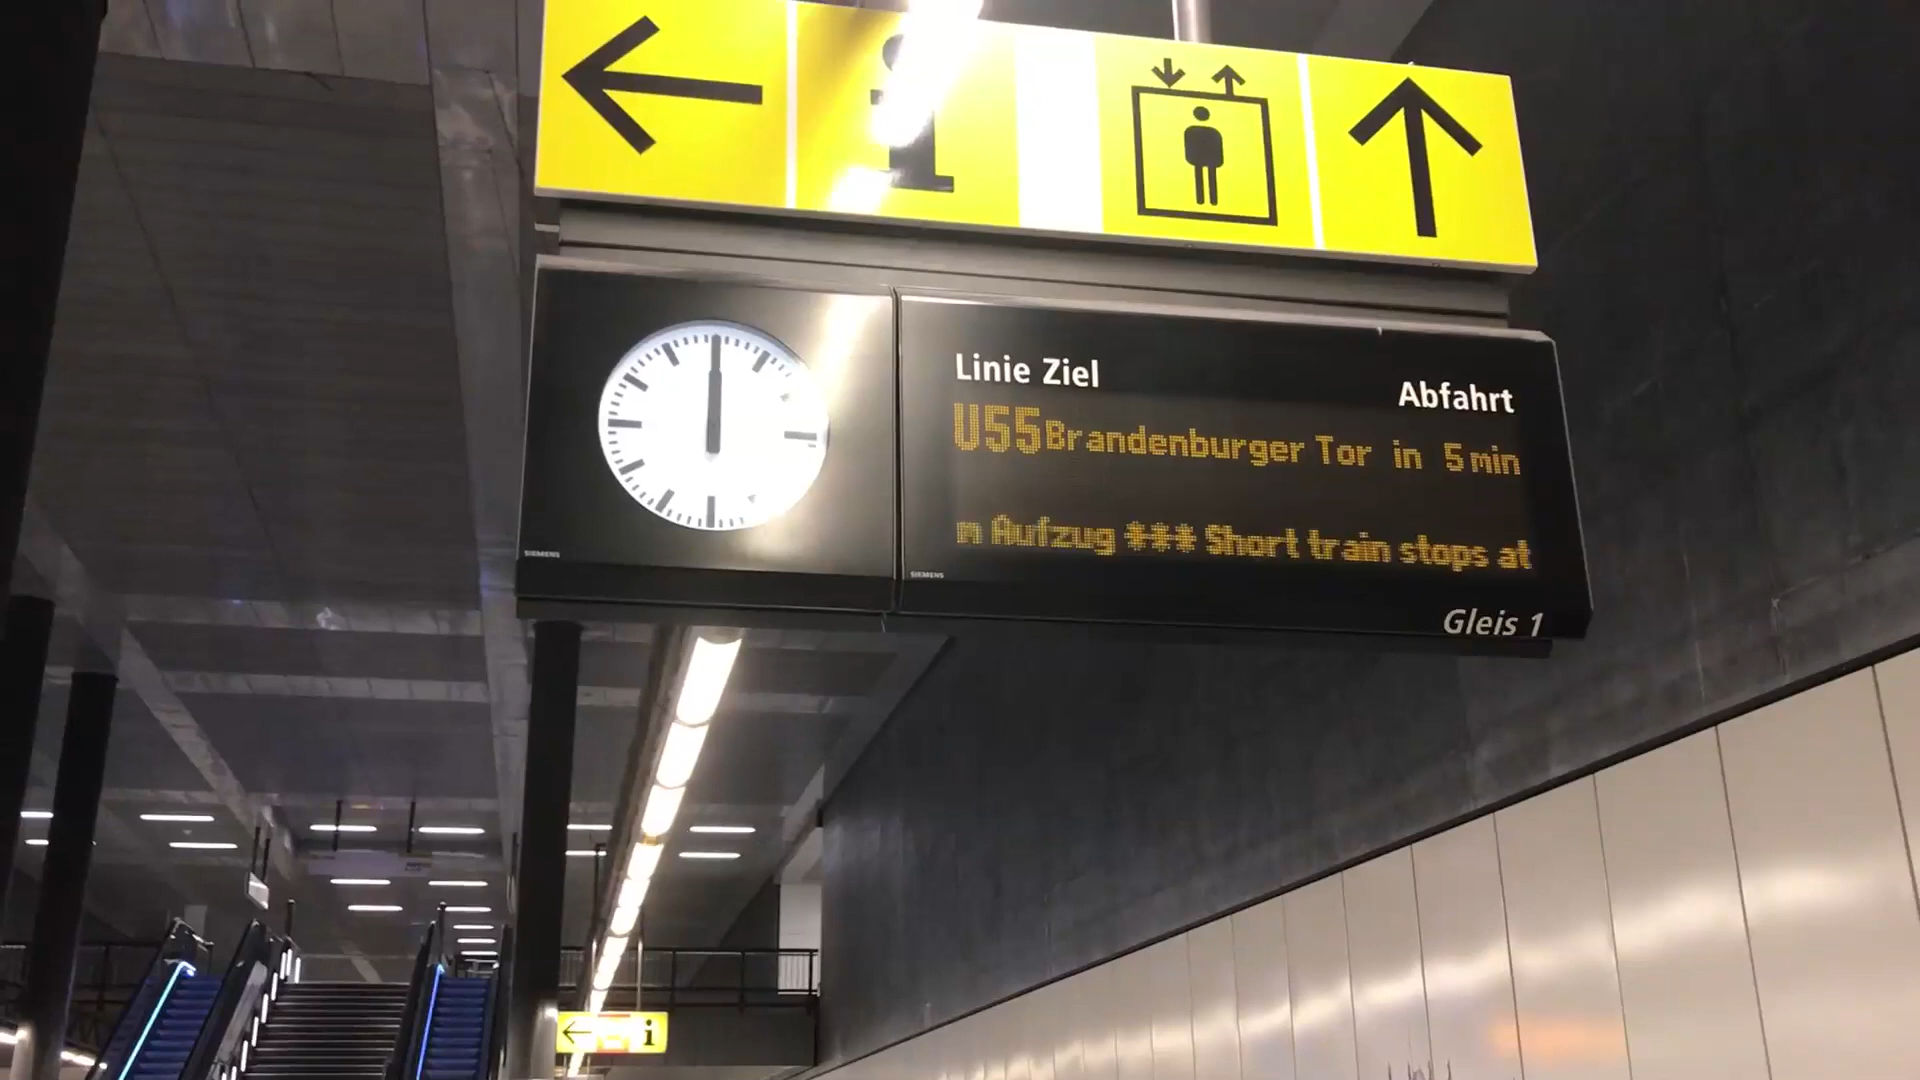 i
Linie Ziel
Abfahrt
U55 Brandenburger Tor in 5 min
n Aufzug *** Short train stops at
SIEMENS
SIEMENS
Gleis 1
i